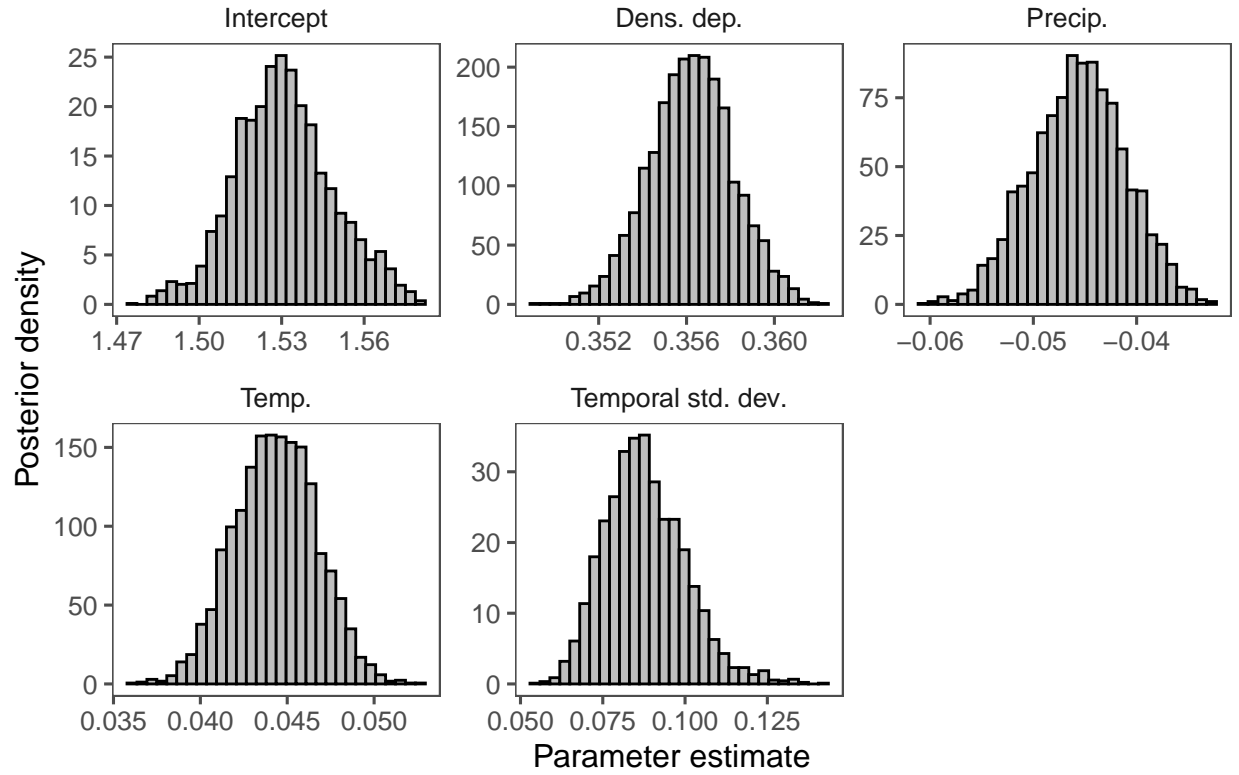 Intercept
Dens. dep.
Precip.
25
20
15
10
5
0
1.47 1.50 1.53 1.56
200
150
100
50
0
0.352 0.356 0.360
75
50
25
0
−0.06 −0.05 −0.04
Posterior density
Temp.
Temporal std. dev.
150
100
50
0
0.035 0.040 0.045 0.050
30
20
10
0
0.050 0.075 0.100 0.125
Parameter estimate